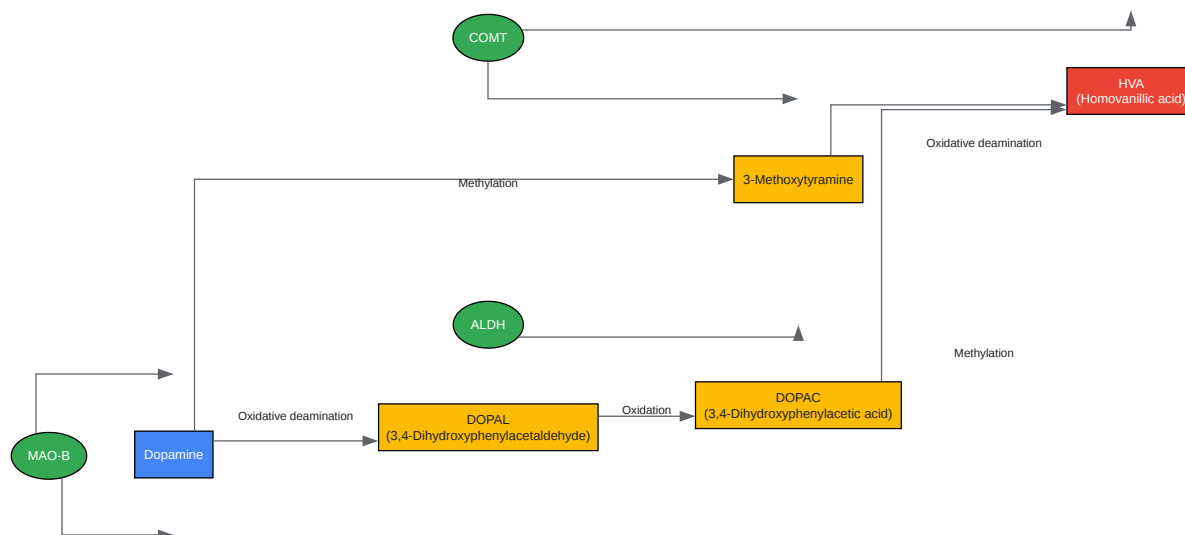 COMT
HVA
(Homovanillic acid)
Oxidative deamination
3-Methoxytyramine
Methylation
ALDH
Methylation
DOPAC
(3,4-Dihydroxyphenylacetic acid)
Oxidation
Oxidative deamination
DOPAL
(3,4-Dihydroxyphenylacetaldehyde)
MAO-B
Dopamine